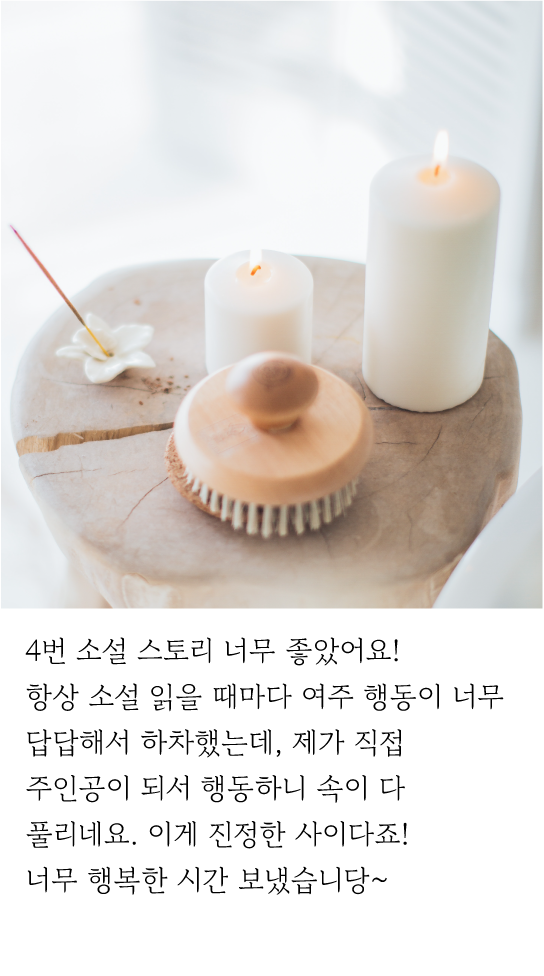 4번 소설 스토리 너무 좋았어요!
항상 소설 읽을 때마다 여주 행동이 너무
답답해서 하차했는데, 제가 직접
주인공이 되서 행동하니 속이 다
풀리네요. 이게 진정한 사이다죠!
너무 행복한 시간 보냈습니당~